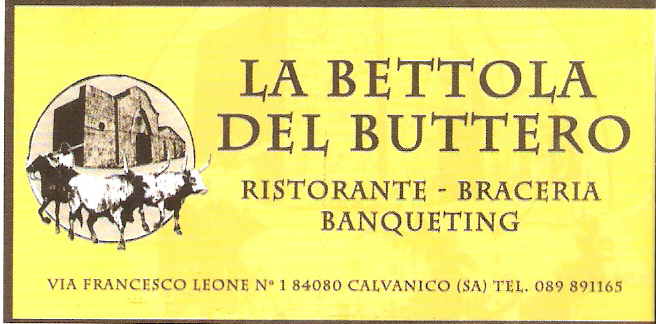 LA BETTOLA
DEL BUTTERO
RISTORANTE - BRACERIA
BANQUETING
VIA FRANCESCO LEONE N° 1 84080 CALVANICO (SA) TEL. 089 891165